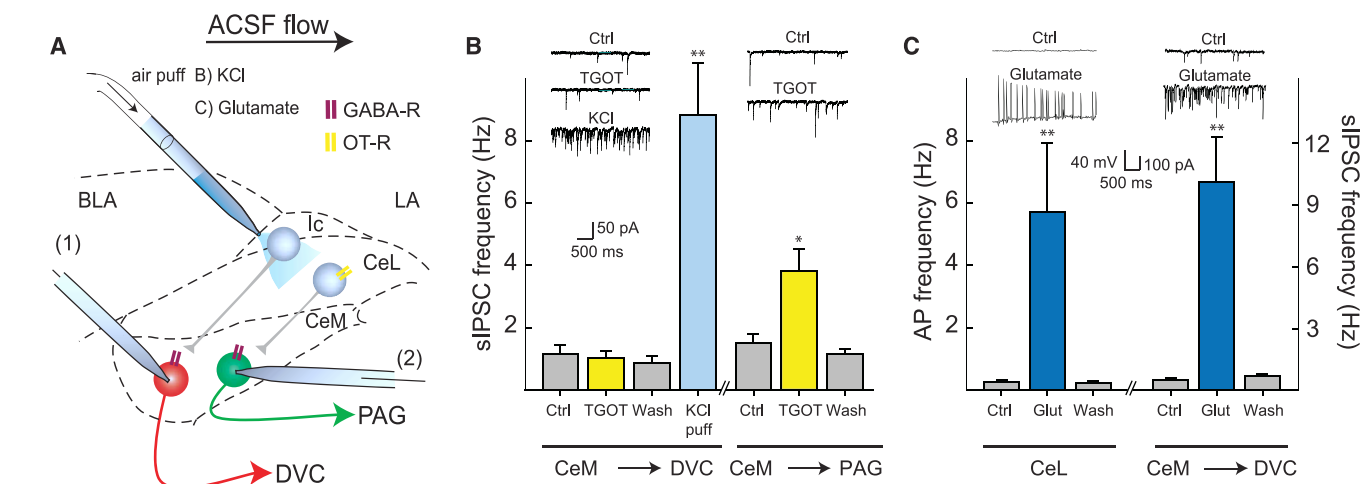 ACSF flow
A
air puff B) KCl
C) Glutamate
GABA-R
OT-R
BLA
LA
Ic
(1)
CeL
CeM
(2)
PAG
DVC
B
sIPSC frequency (Hz)
8
6
4
2
Ctrl
TGOT
KCl
50 pA
500 ms
**
Ctrl
TGOT
*
Ctrl TGOT Wash KCl puff
Ctrl TGOT Wash
CeM DVC
CeM PAG
C
AP frequency (Hz)
8
6
4
2
Ctrl
Glutamate
**
40 mV 100 pA
500 ms
Ctrl
Glutamate
**
12
9
6
3
sIPSC frequency (Hz)
Ctrl Glut Wash
Ctrl Glut Wash
CeL
CeM DVC